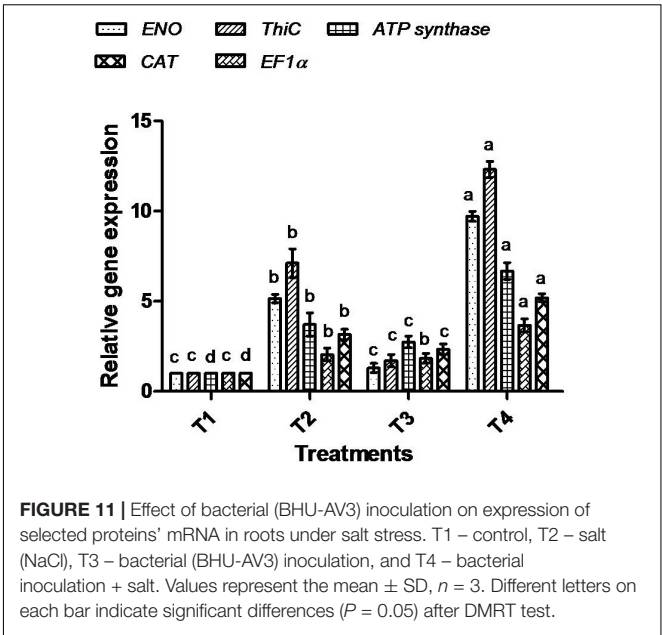 ENO ThiC ATP synthase
CAT EF1α
15
10
5
0
Relative gene expression
c c d c d
b b b b b
c c c b c
a a a a a
T1 T2 T3 T4
Treatments
FIGURE 11 | Effect of bacterial (BHU-AV3) inoculation on expression of
selected proteins’ mRNA in roots under salt stress. T1 – control, T2 – salt
(NaCl), T3 – bacterial (BHU-AV3) inoculation, and T4 – bacterial
inoculation + salt. Values represent the mean ± SD, n = 3. Different letters on
each bar indicate significant differences (P = 0.05) after DMRT test.